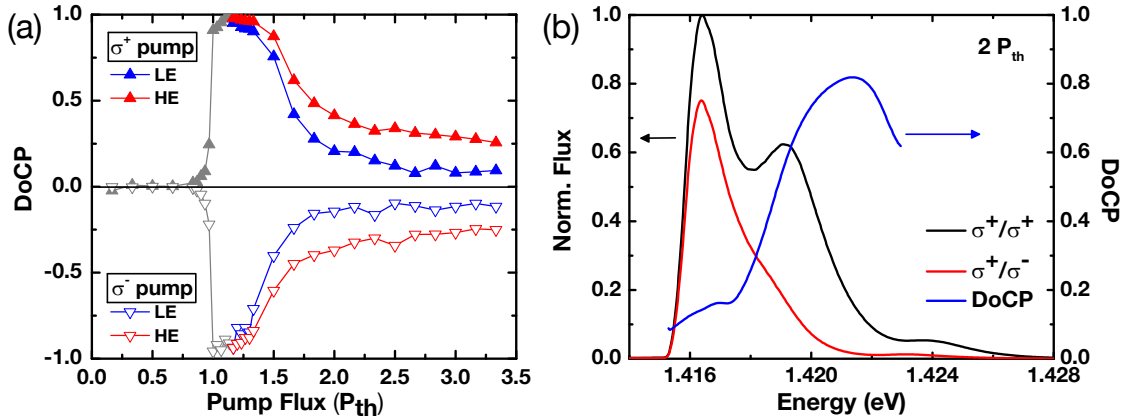 (a)
DoCP
1.0
0.5
0.0
-0.5
-1.0
σ+ pump
LE
HE
σ- pump
LE
HE
0.0 0.5 1.0 1.5 2.0 2.5 3.0 3.5
Pump Flux (Pth)
(b)
Norm. Flux
1.0
0.8
0.6
0.4
0.2
0.0
2 Pth
σ+/σ+
σ+/σ-
DoCP
1.0
0.8
0.6
0.4
0.2
0.0
DoCP
1.416 1.420 1.424 1.428
Energy (eV)